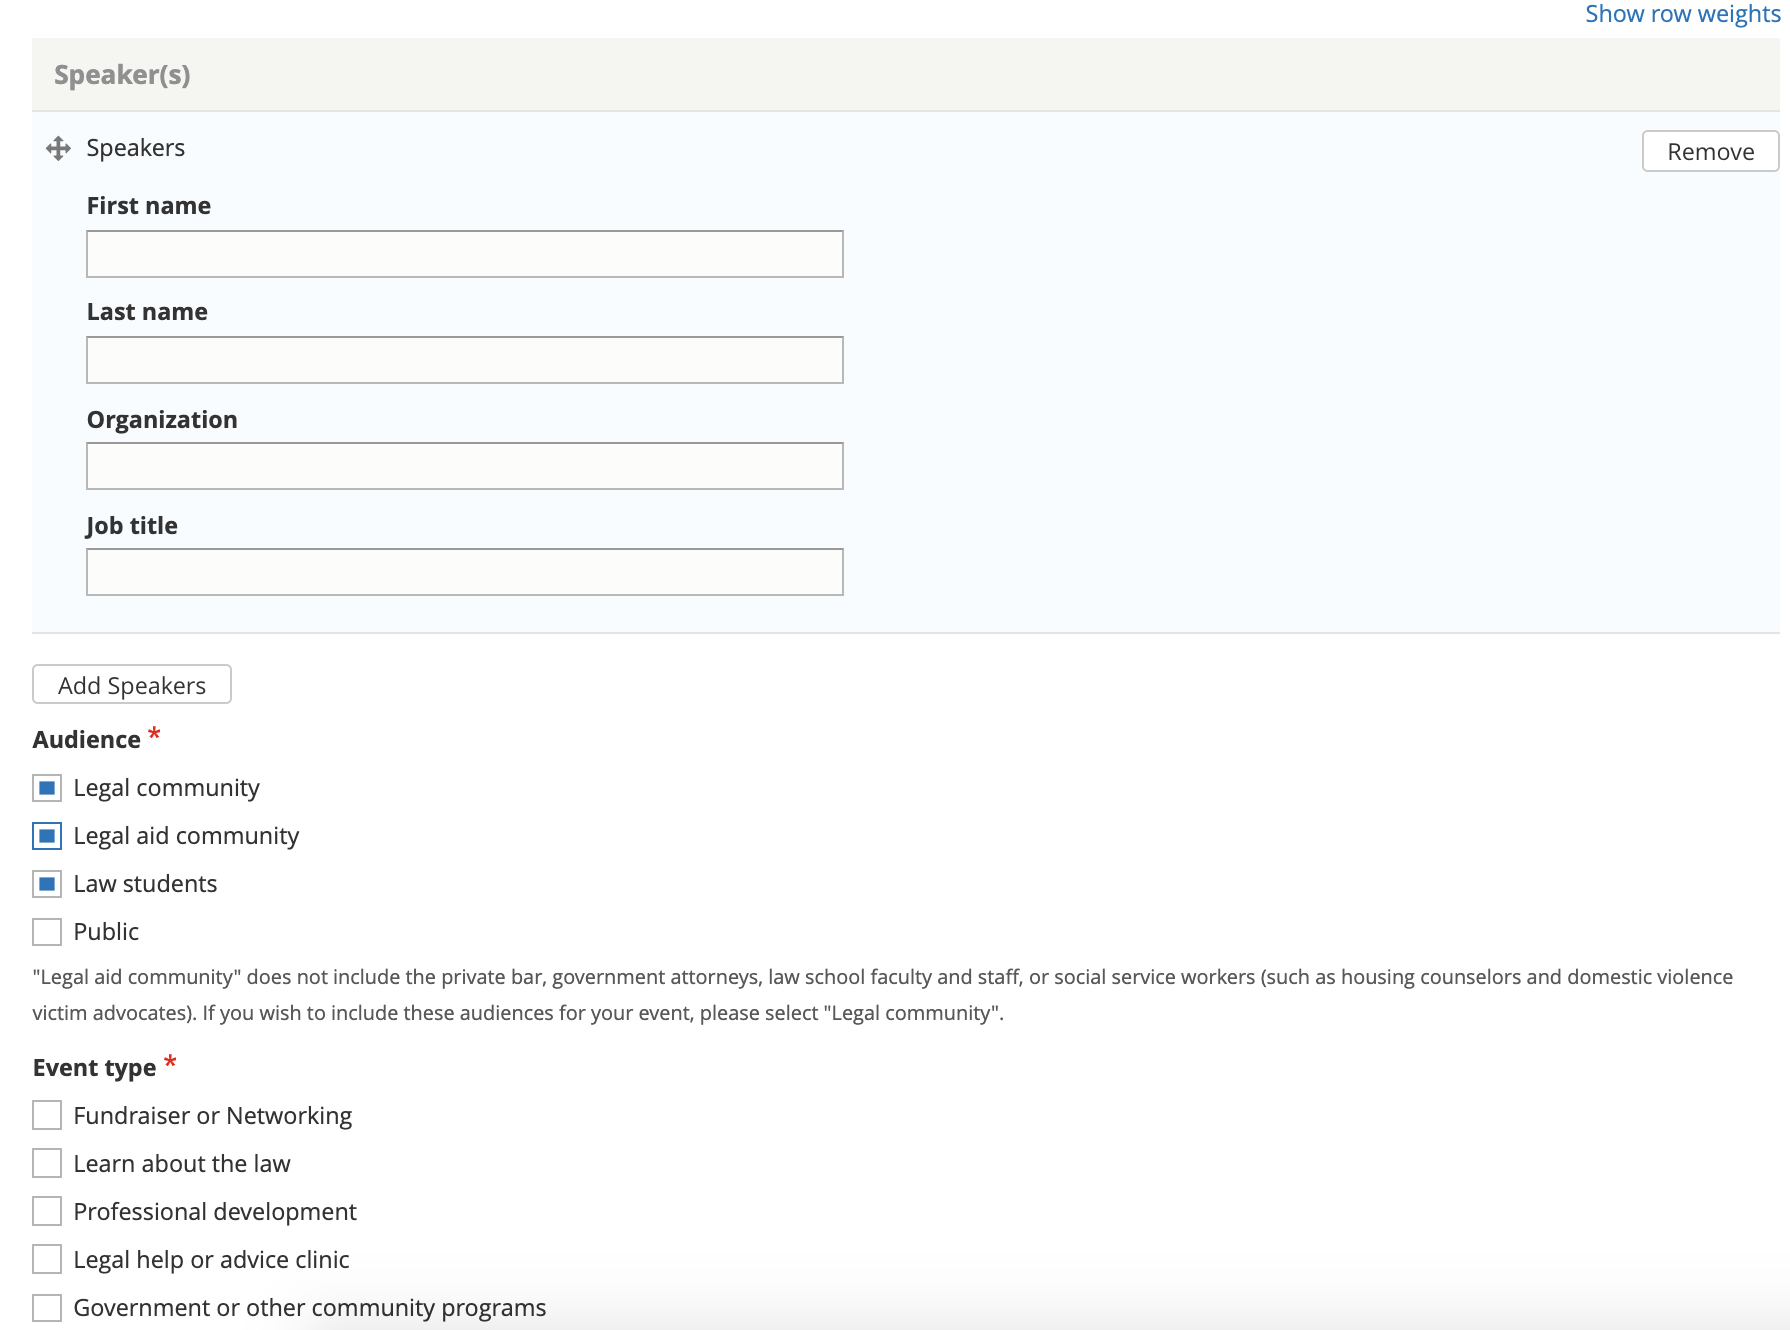 Show row weights
Speaker(s)
Speakers
Remove
First name
Last name
Organization
Job title
Add Speakers
Audience *
Legal community
Legal aid community
Law students
Public
"Legal aid community" does not include the private bar, government attorneys, law school faculty and staff, or social service workers (such as housing counselors and domestic violence
victim advocates). If you wish to include these audiences for your event, please select "Legal community".
Event type *
Fundraiser or Networking
Learn about the law
Professional development
Legal help or advice clinic
Government or other community programs